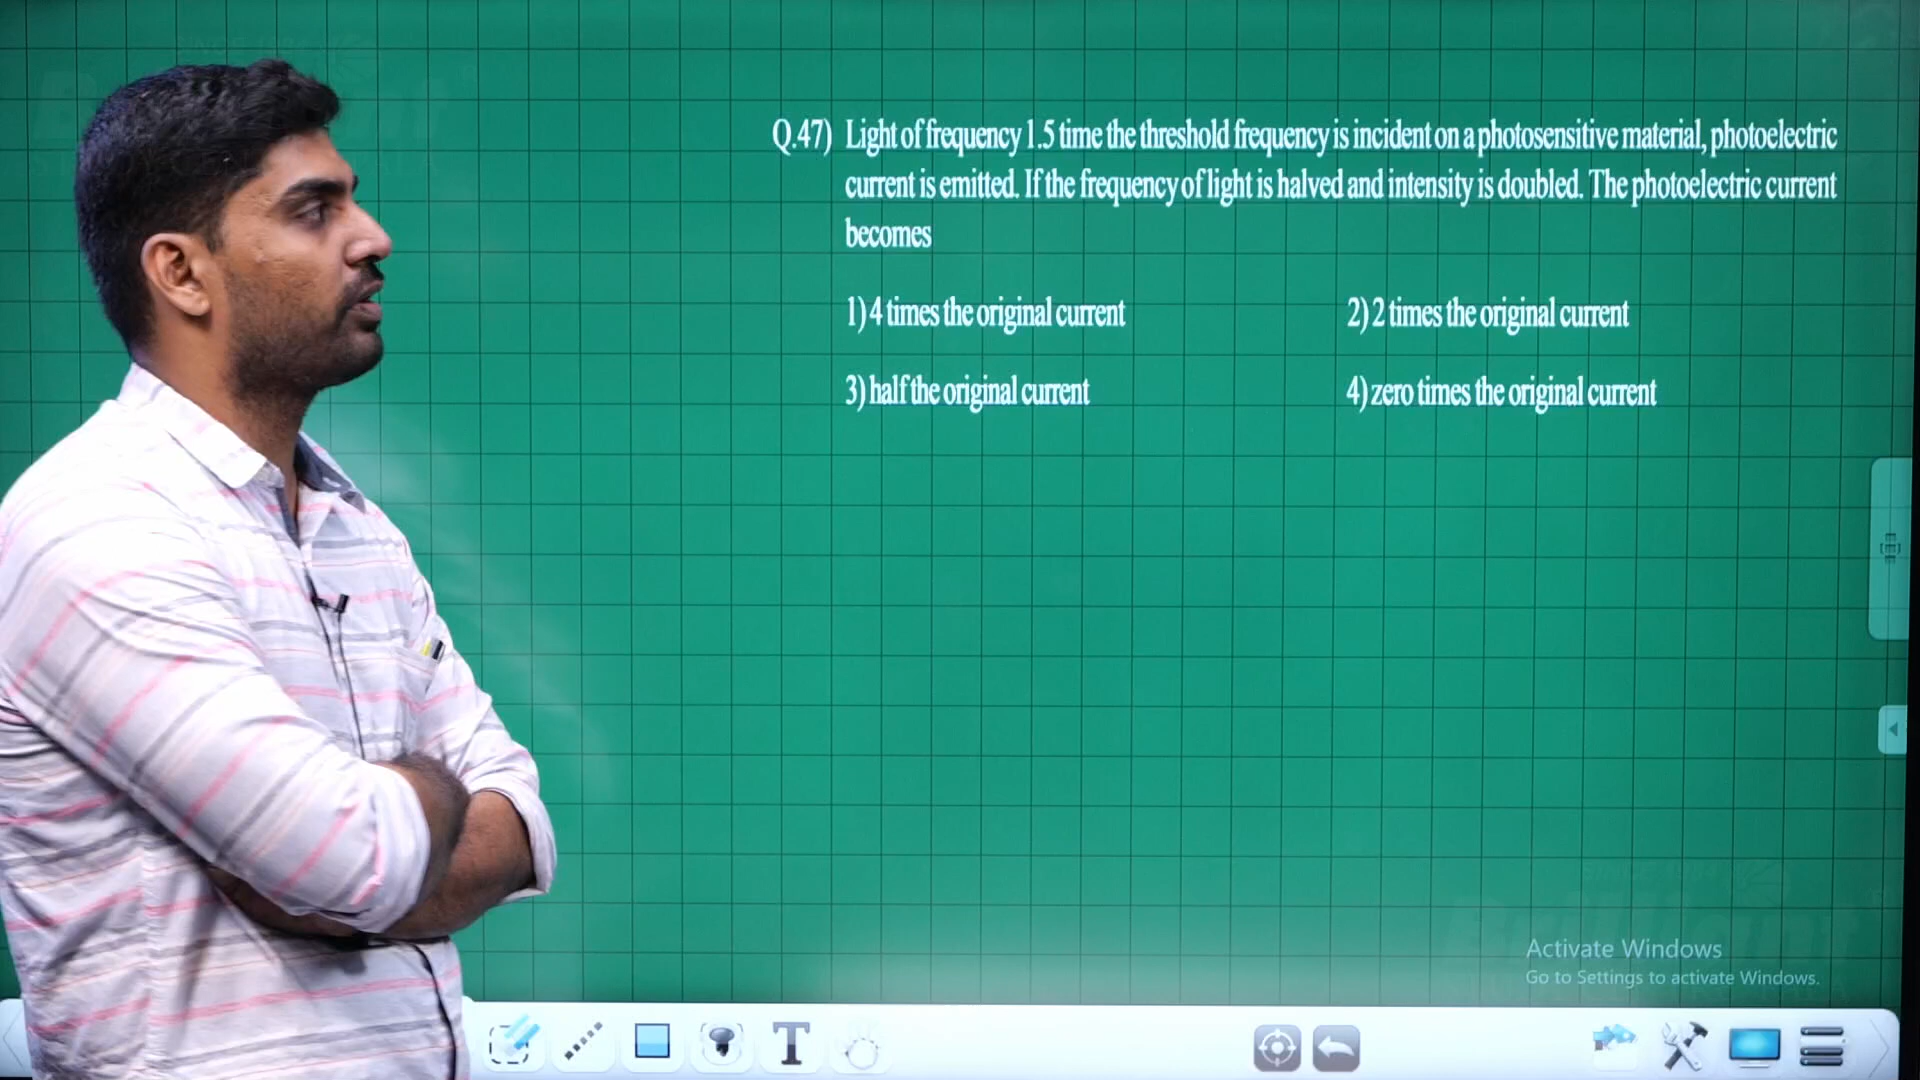 Q.47) Light of frequency 1.5 time the threshold frequency is incident on a photosensitive material, photoelectric
current is emitted. If the frequency of light is halved and intensity is doubled. The photoelectric current
becomes
1) 4 times the original current 2) 2 times the original current
3) half the original current 4) zero times the original current
Activate Windows
Go to Settings to activate Windows.
T